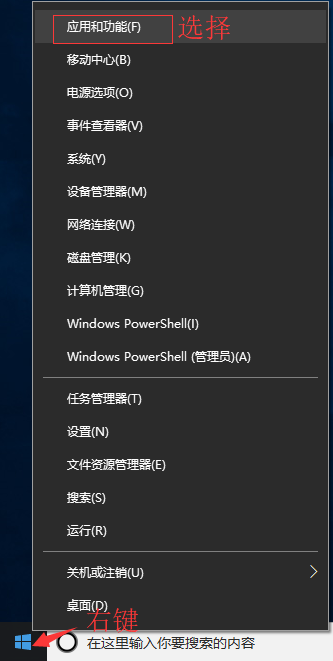 应用和功能(F)
选择
移动中心(B)
电源选项(O)
事件查看器(V)
系统(Y)
设备管理器(M)
网络连接(W)
磁盘管理(K)
计算机管理(G)
Windows PowerShell(I)
Windows PowerShell (管理员)(A)
任务管理器(T)
设置(N)
文件资源管理器(E)
搜索(S)
运行(R)
关机或注销(U)
桌面(D)
右键
在这里输入你要搜索的内容